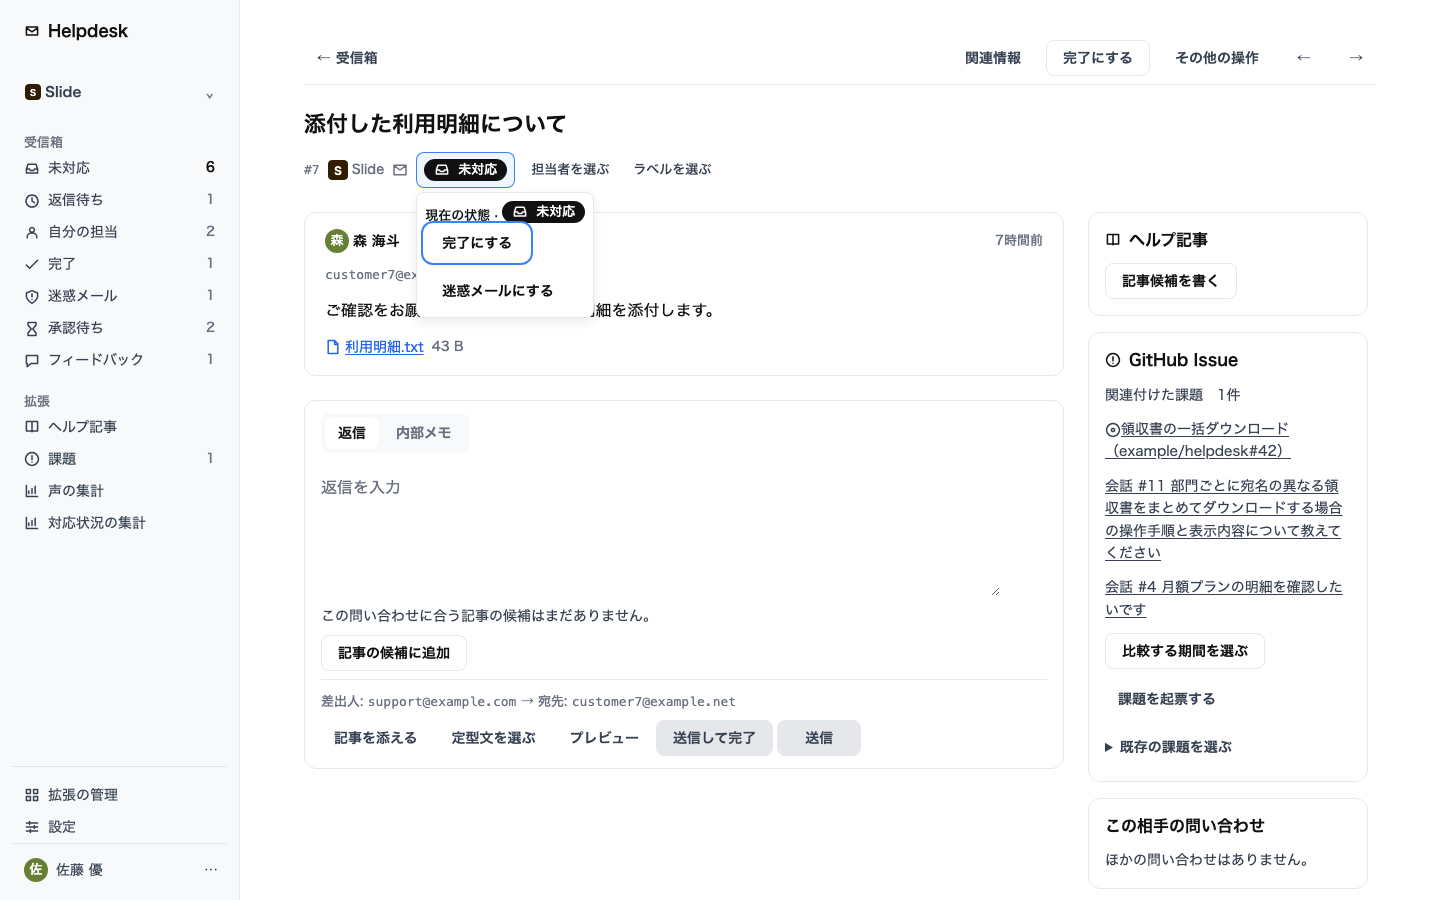 Helpdesk
S Slide
受信箱
未対応 6
返信待ち 1
自分の担当 2
完了 1
迷惑メール 1
承認待ち 2
フィードバック 1
拡張
ヘルプ記事
課題 1
声の集計
対応状況の集計
拡張の管理
設定
佐 佐藤 優 …
← 受信箱 関連情報 完了にする その他の操作 ← →
添付した利用明細について
#7 S Slide 未対応 担当者を選ぶ ラベルを選ぶ
現在の状態 · 未対応
完了にする
迷惑メールにする
森 森 海斗 7時間前
customer7@ex
ご確認をお願 細を添付します。
利用明細.txt 43 B
返信 内部メモ
返信を入力
この問い合わせに合う記事の候補はまだありません。
記事の候補に追加
差出人: support@example.com → 宛先: customer7@example.net
記事を添える 定型文を選ぶ プレビュー 送信して完了 送信
ヘルプ記事
記事候補を書く
GitHub Issue
関連付けた課題 1件
領収書の一括ダウンロード
（example/helpdesk#42）
会話 #11 部門ごとに宛名の異なる領
収書をまとめてダウンロードする場合
の操作手順と表示内容について教えて
ください
会話 #4 月額プランの明細を確認した
いです
比較する期間を選ぶ
課題を起票する
▶ 既存の課題を選ぶ
この相手の問い合わせ
ほかの問い合わせはありません。